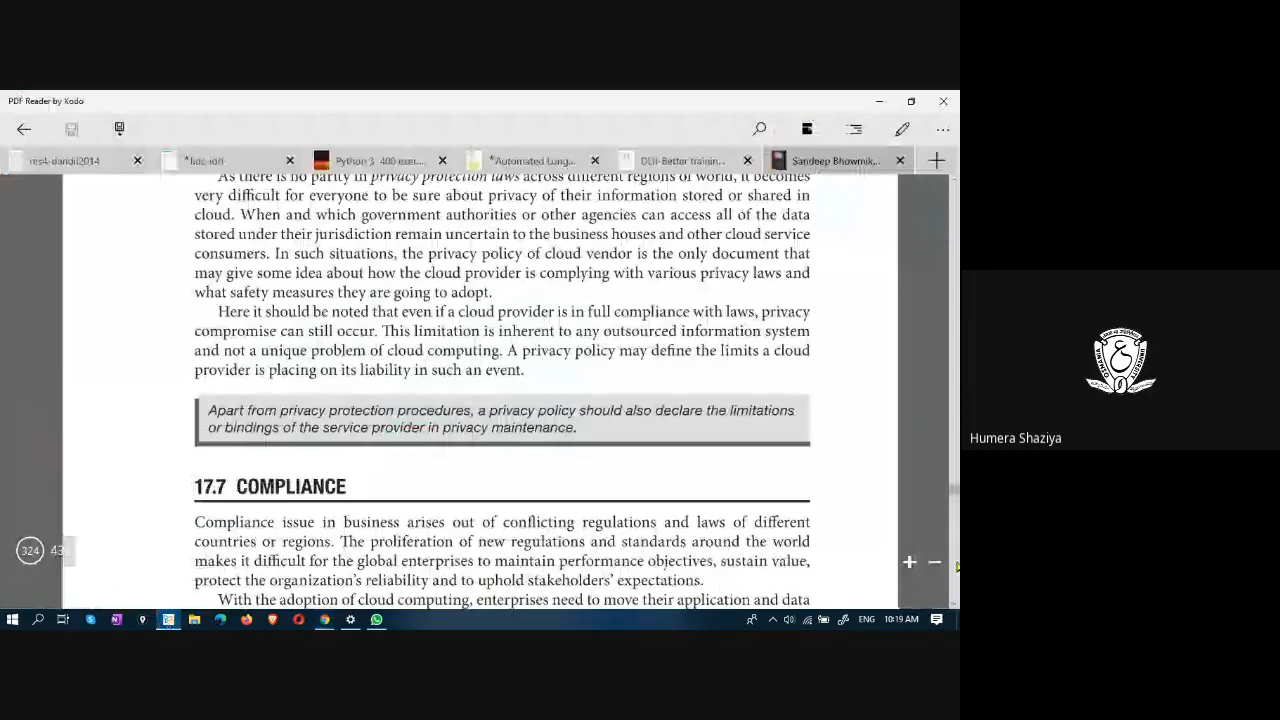 PDF Reader by Xodo
res4-dandil2014
Python 3 400 exer...
*Automated Lung...
DLII-Better trainin...
Sandeep Bhowmik,...
As there is no parity in privacy protection laws across different regions of world, it becomes
very difficult for everyone to be sure about privacy of their information stored or shared in
cloud. When and which government authorities or other agencies can access all of the data
stored under their jurisdiction remain uncertain to the business houses and other cloud service
consumers. In such situations, the privacy policy of cloud vendor is the only document that
may give some idea about how the cloud provider is complying with various privacy laws and
what safety measures they are going to adopt.
Here it should be noted that even if a cloud provider is in full compliance with laws, privacy
compromise can still occur. This limitation is inherent to any outsourced information system
and not a unique problem of cloud computing. A privacy policy may define the limits a cloud
provider is placing on its liability in such an event.
Apart from privacy protection procedures, a privacy policy should also declare the limitations
or bindings of the service provider in privacy maintenance.
17.7 COMPLIANCE
Compliance issue in business arises out of conflicting regulations and laws of different
countries or regions. The proliferation of new regulations and standards around the world
makes it difficult for the global enterprises to maintain performance objectives, sustain value,
protect the organization's reliability and to uphold stakeholders' expectations.
With the adoption of cloud computing, enterprises need to move their application and data
324 43
ENG 10:19 AM
Humera Shaziya